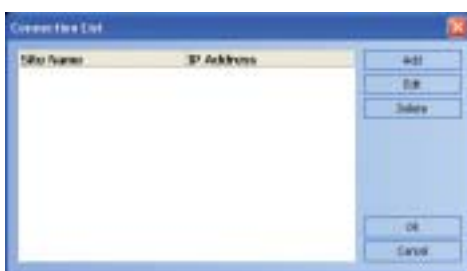 Connection List
Site Name IP Address
Add
Edit
Delete
OK
Cancel